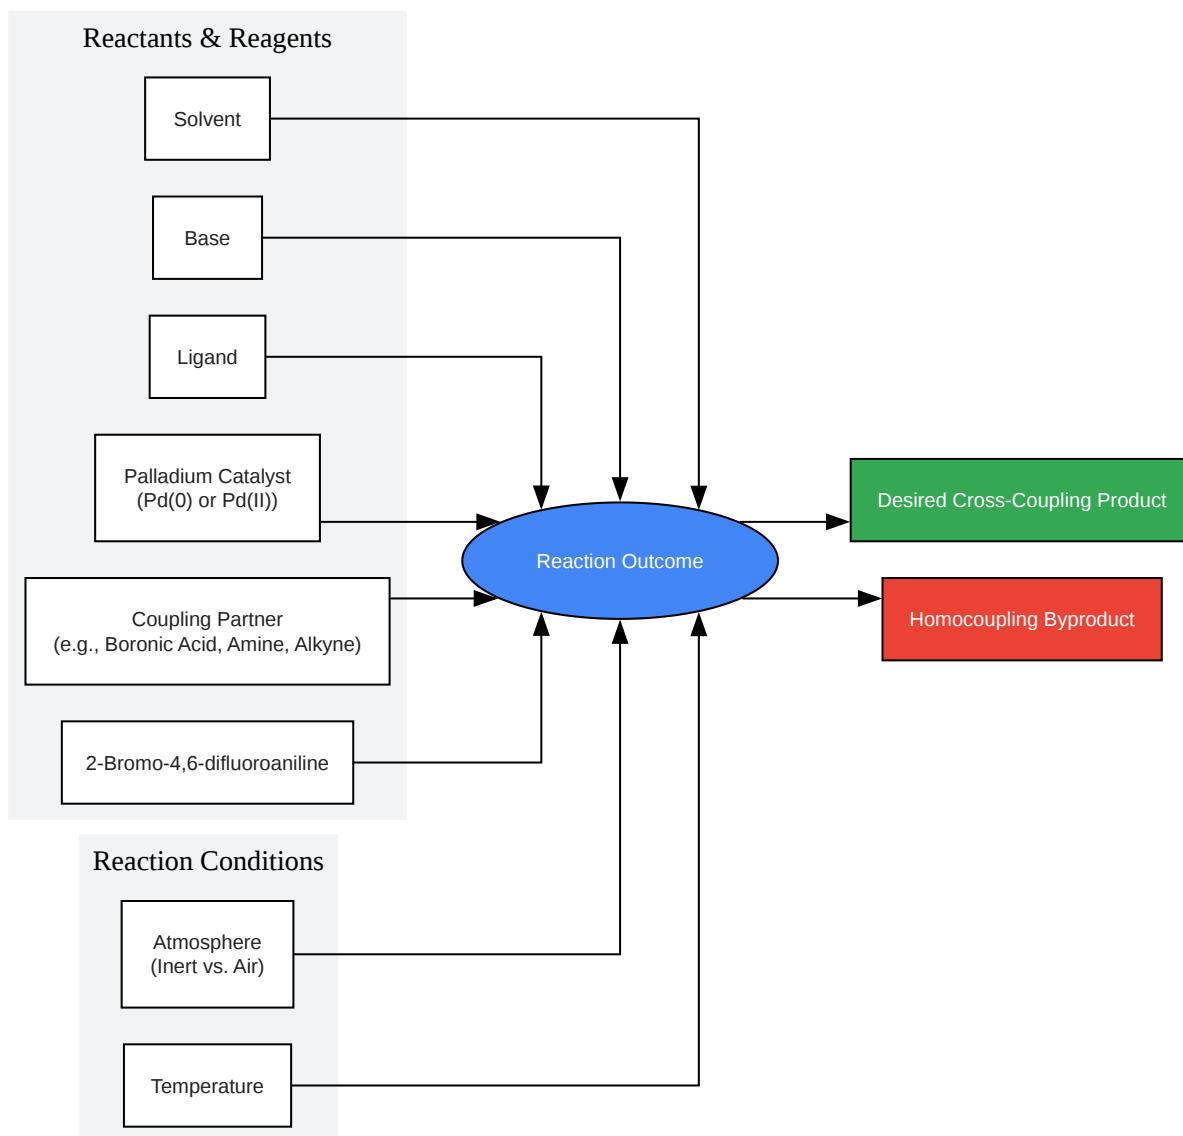 Reactants & Reagents
Solvent
Base
Ligand
Palladium Catalyst
(Pd(0) or Pd(II))
Coupling Partner
(e.g., Boronic Acid, Amine, Alkyne)
2-Bromo-4,6-difluoroaniline
Reaction Conditions
Atmosphere
(Inert vs. Air)
Temperature
Reaction Outcome
Desired Cross-Coupling Product
Homocoupling Byproduct